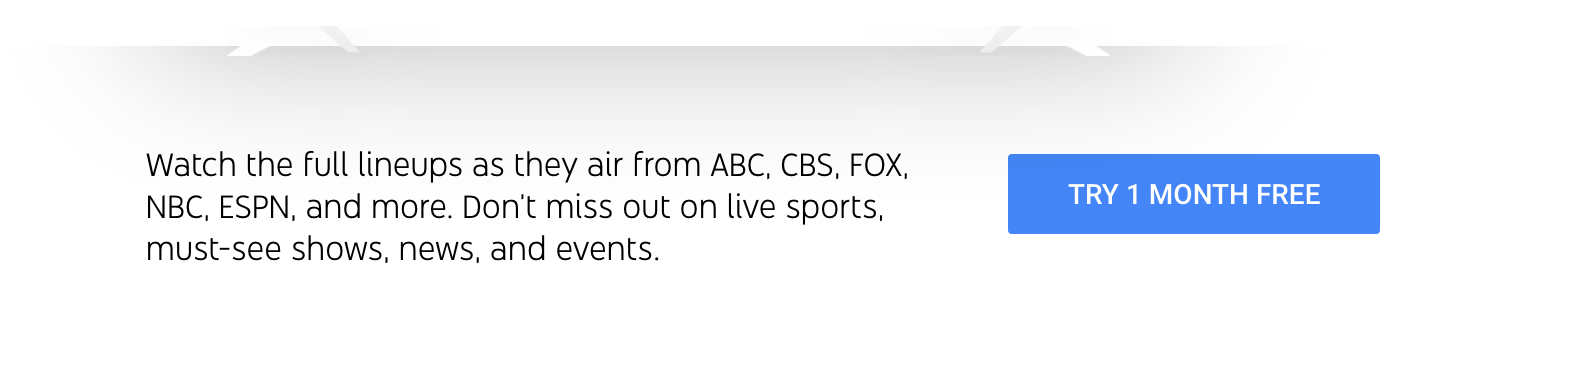 Watch the full lineups as they air from ABC, CBS, FOX,
NBC, ESPN, and more. Don't miss out on live sports,
must-see shows, news, and events.
TRY 1 MONTH FREE